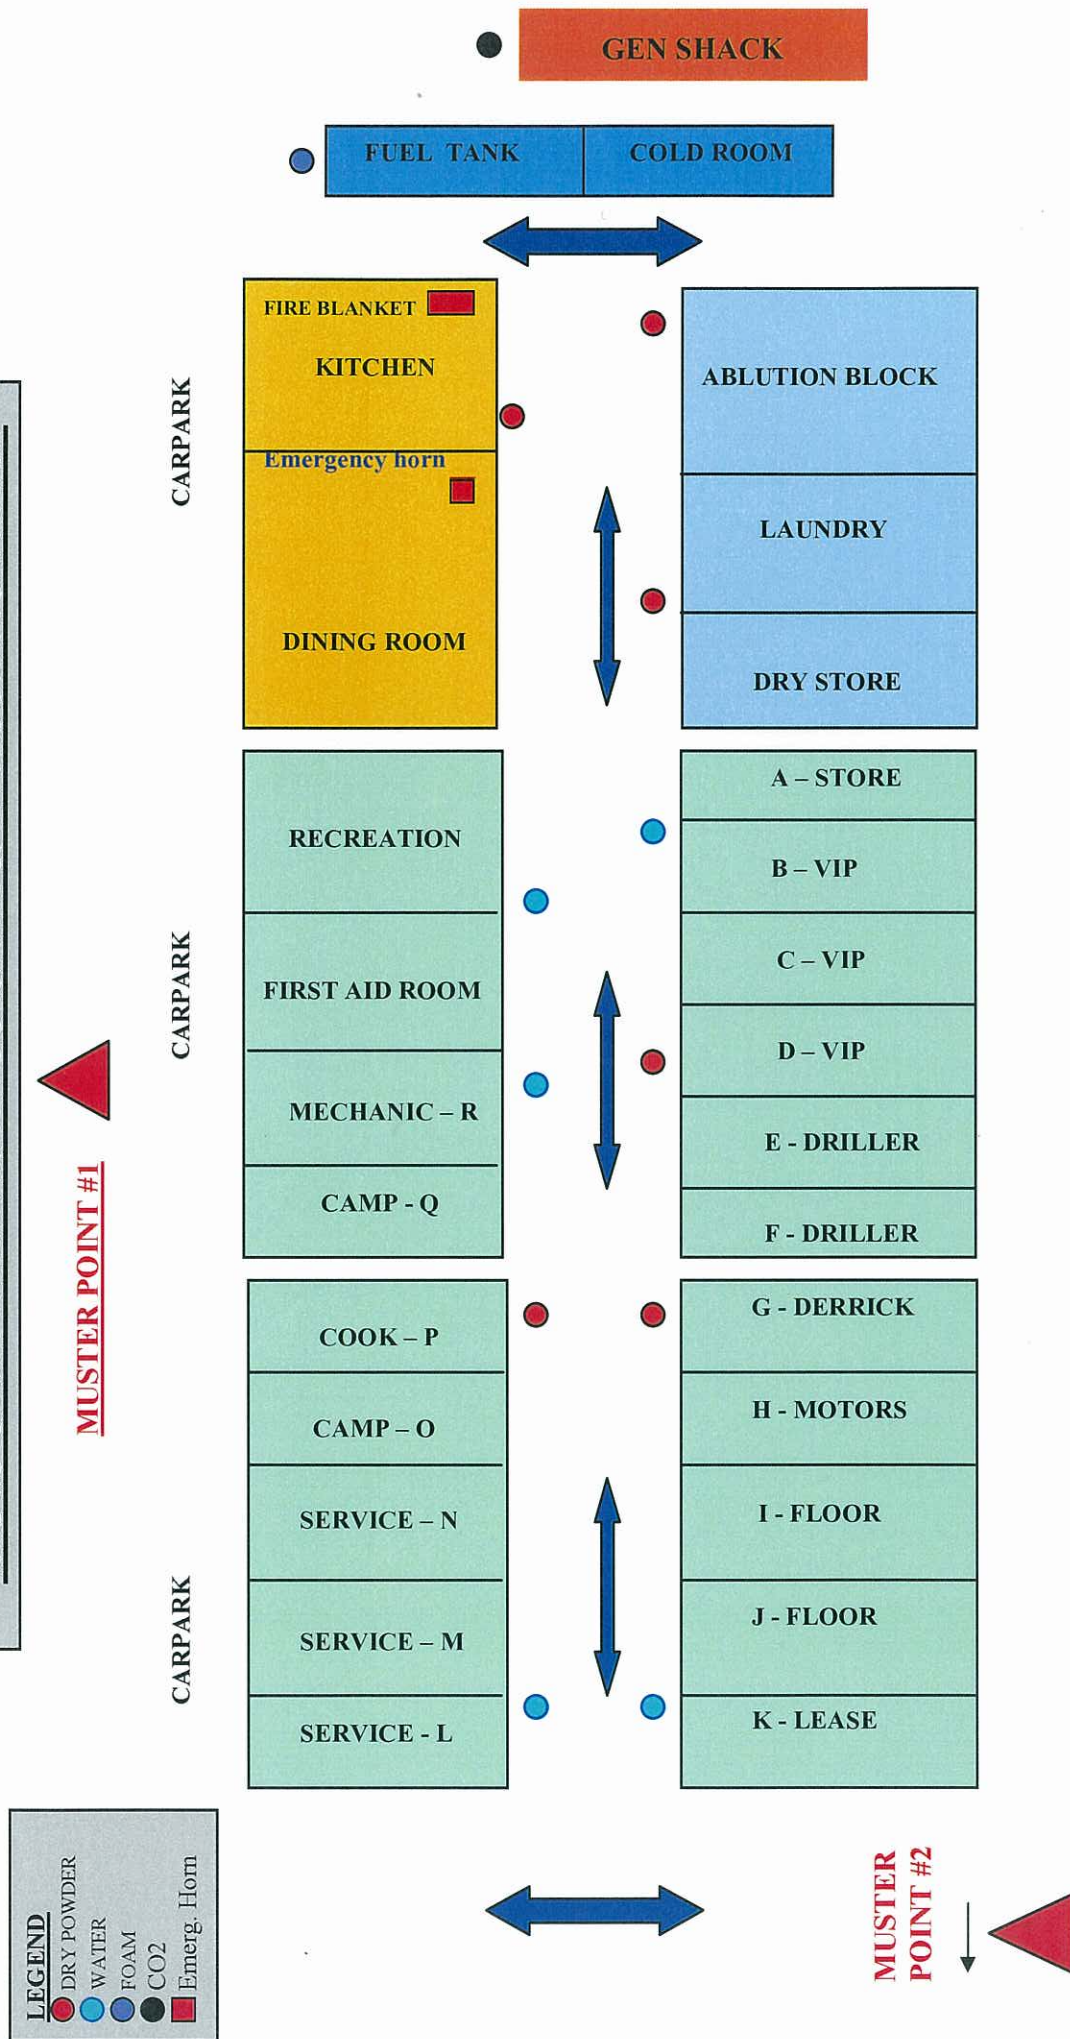 GEN SHACK
FUEL TANK
COLD ROOM
FIRE BLANKET
KITCHEN
Emergency horn
DINING ROOM
ABLUTION BLOCK
LAUNDRY
DRY STORE
CARPARK
RECREATION
FIRST AID ROOM
MECHANIC – R
CAMP - Q
A – STORE
B – VIP
C – VIP
D – VIP
E - DRILLER
F - DRILLER
CARPARK
MUSTER POINT #1
COOK – P
CAMP – O
SERVICE – N
SERVICE – M
SERVICE - L
G - DERRICK
H - MOTORS
I - FLOOR
J - FLOOR
K - LEASE
CARPARK
LEGEND
DRY POWDER
WATER
FOAM
CO2
Emerg. Horn
MUSTER
POINT #2